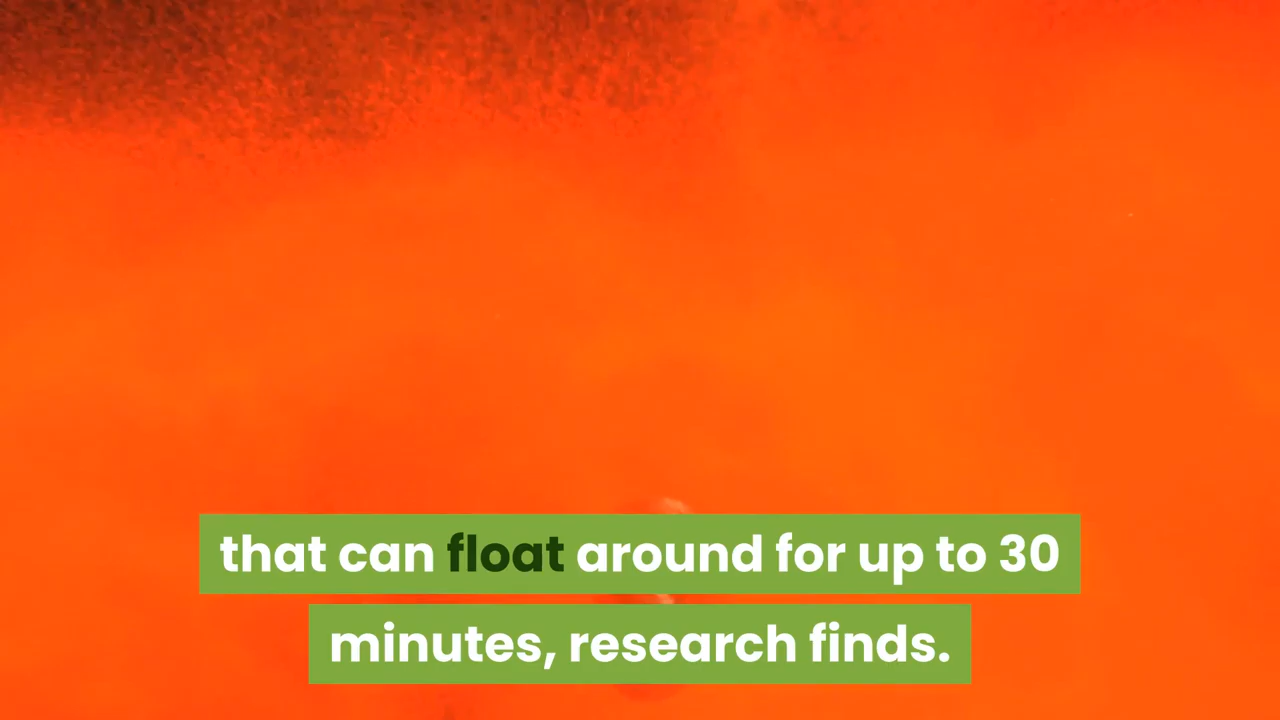 that can float around for up to 30
minutes, research finds.